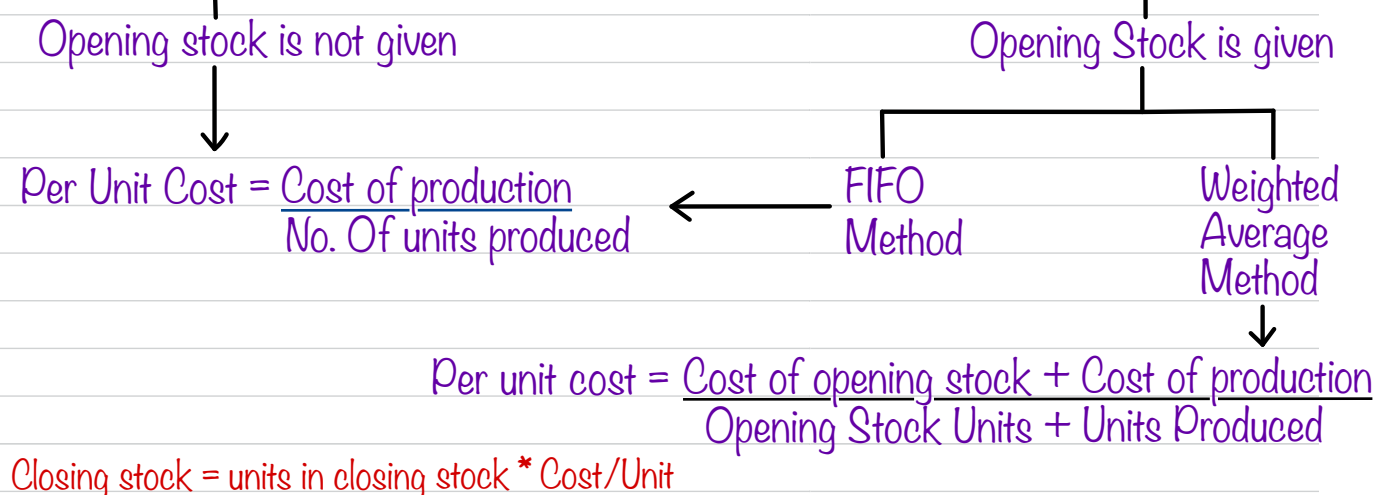 Opening stock is not given
Opening Stock is given
Per Unit Cost = Cost of production
No. Of units produced
FIFO
Method
Weighted
Average
Method
Per unit cost = Cost of opening stock + Cost of production
Opening Stock Units + Units Produced
Closing stock = units in closing stock * Cost/Unit